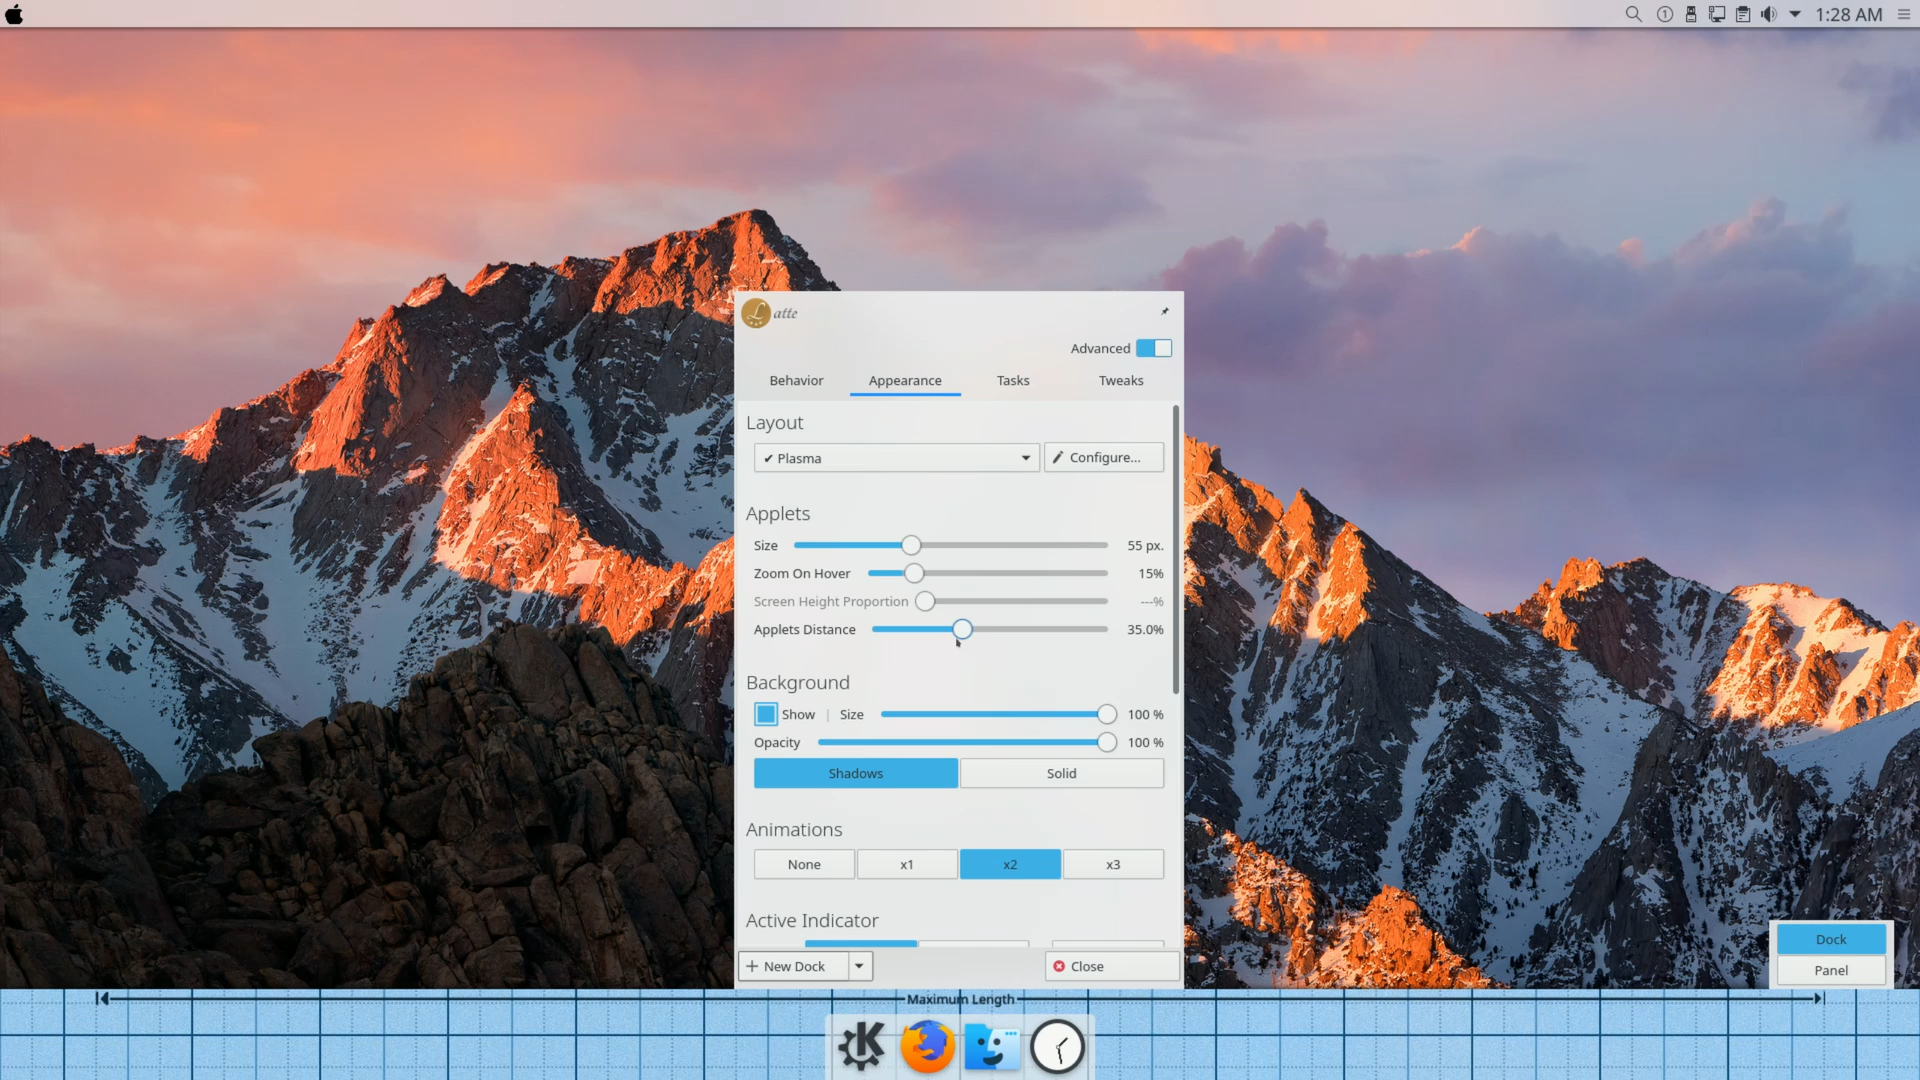 1:28 AM
Latte
Advanced
Behavior Appearance Tasks Tweaks
Layout
✔ Plasma Configure...
Applets
Size 55 px.
Zoom On Hover 15%
Screen Height Proportion ---%
Applets Distance 35.0%
Background
Show | Size 100 %
Opacity 100 %
Shadows Solid
Animations
None x1 x2 x3
Active Indicator
Dock
+ New Dock Close
Panel
Maximum Length